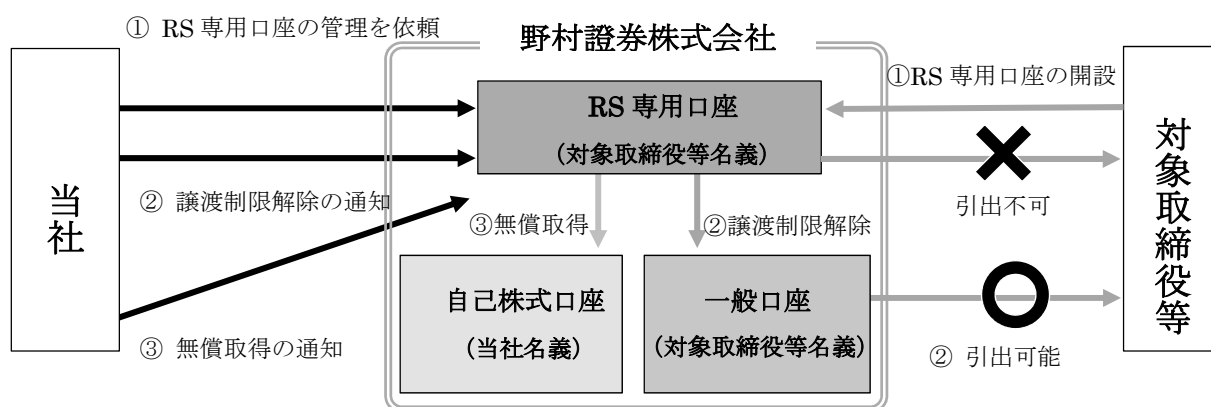 ① RS 専用口座の管理を依頼
野村證券株式会社
①RS 専用口座の開設
RS 専用口座
(対象取締役等名義)
当社
対象取締役等
② 譲渡制限解除の通知
引出不可
③無償取得
②譲渡制限解除
自己株式口座
(当社名義)
一般口座
(対象取締役等名義)
③ 無償取得の通知
② 引出可能